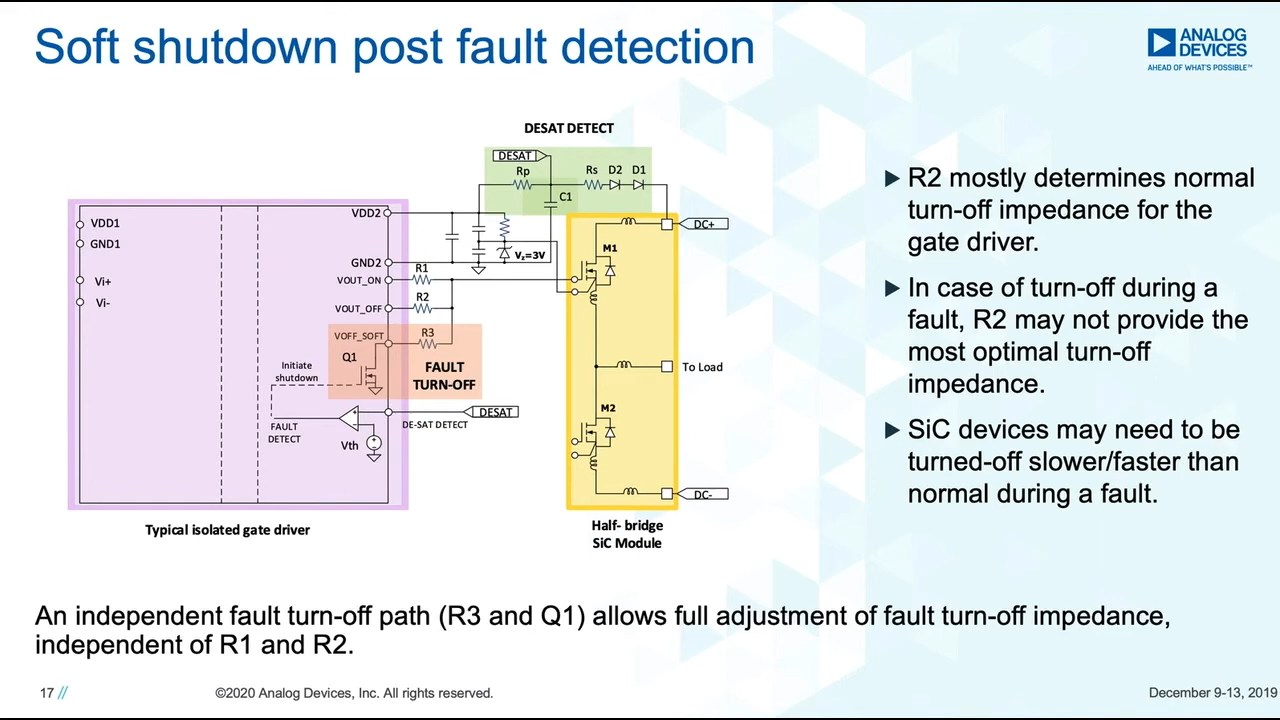 Soft shutdown post fault detection
ANALOG
DEVICES
AHEAD OF WHAT'S POSSIBLE™
DESAT DETECT
DESAT
Rp
Rs
D2
D1
C1
VDD1
GND1
Vi+
Vi-
VDD2
GND2
VOUT_ON
VOUT_OFF
VOFF_SOFT
R1
R2
R3
Vz=3V
Q1
Initiate
shutdown
FAULT
TURN-OFF
FAULT
DETECT
Vth
DESAT
DE-SAT DETECT
M1
M2
DC+
To Load
DC-
Typical isolated gate driver
Half- bridge
SiC Module
R2 mostly determines normal
turn-off impedance for the
gate driver.
In case of turn-off during a
fault, R2 may not provide the
most optimal turn-off
impedance.
SiC devices may need to be
turned-off slower/faster than
normal during a fault.
An independent fault turn-off path (R3 and Q1) allows full adjustment of fault turn-off impedance,
independent of R1 and R2.
17 //
©2020 Analog Devices, Inc. All rights reserved.
December 9-13, 2019